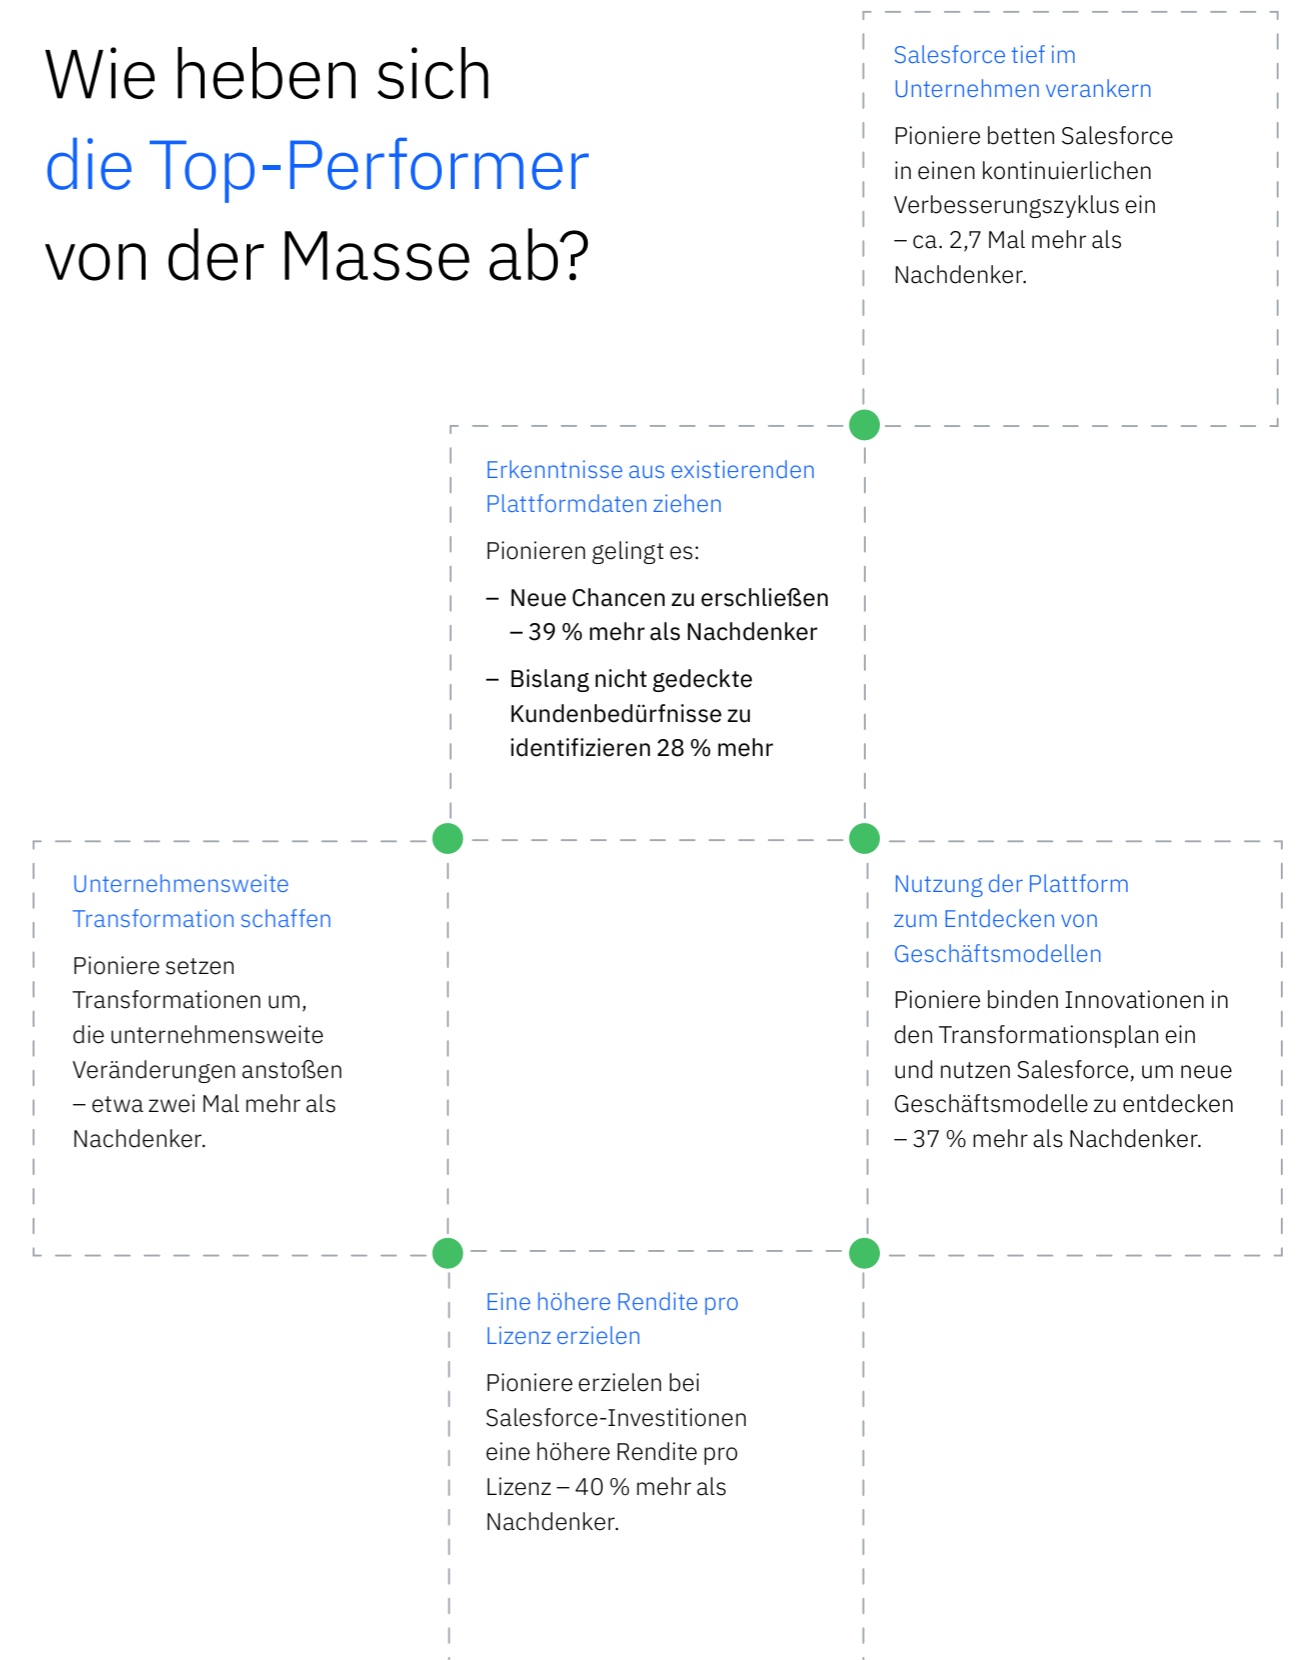 Wie heben sich
die Top-Performer
von der Masse ab?
Salesforce tief im
Unternehmen verankern
Pioniere betten Salesforce
in einen kontinuierlichen
Verbesserungszyklus ein
– ca. 2,7 Mal mehr als
Nachdenker.
Erkenntnisse aus existierenden
Plattformdaten ziehen
Pionieren gelingt es:
– Neue Chancen zu erschließen
– 39 % mehr als Nachdenker
– Bislang nicht gedeckte
Kundenbedürfnisse zu
identifizieren 28 % mehr
Unternehmensweite
Transformation schaffen
Pioniere setzen
Transformationen um,
die unternehmensweite
Veränderungen anstoßen
– etwa zwei Mal mehr als
Nachdenker.
Nutzung der Plattform
zum Entdecken von
Geschäftsmodellen
Pioniere binden Innovationen in
den Transformationsplan ein
und nutzen Salesforce, um neue
Geschäftsmodelle zu entdecken
– 37 % mehr als Nachdenker.
Eine höhere Rendite pro
Lizenz erzielen
Pioniere erzielen bei
Salesforce-Investitionen
eine höhere Rendite pro
Lizenz – 40 % mehr als
Nachdenker.